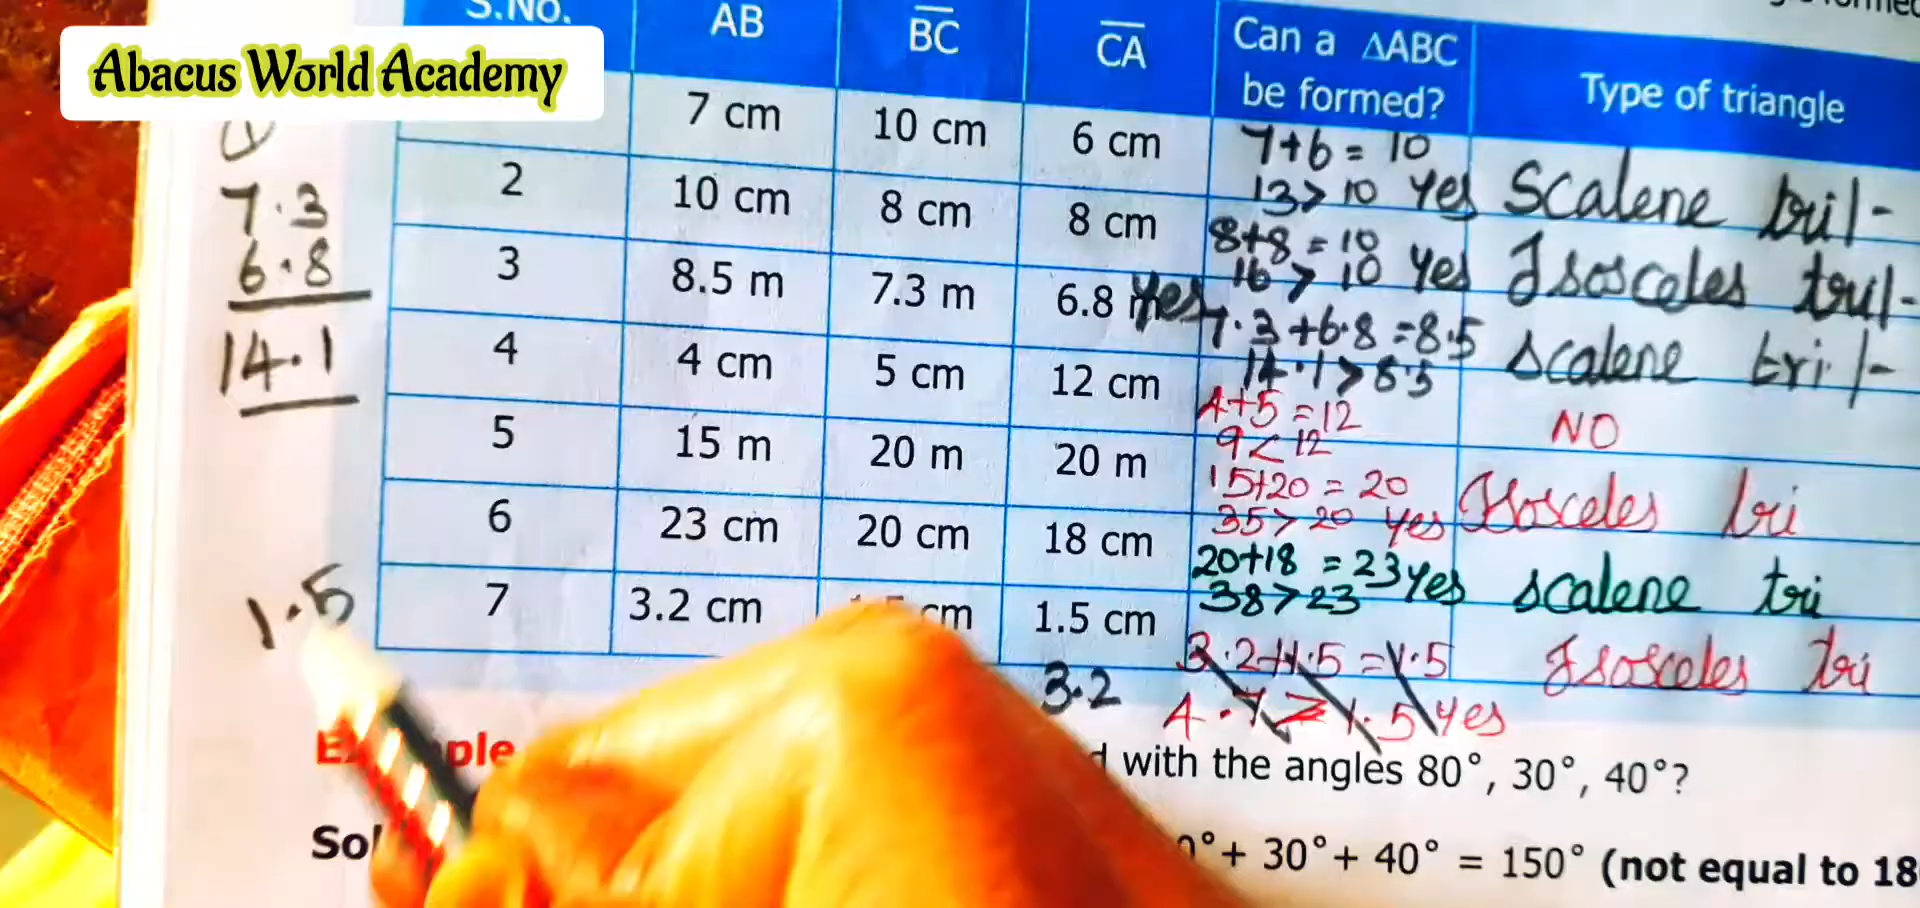 Abacus World Academy
S.No. AB BC CA Can a ΔABC be formed? Type of triangle
7 cm 10 cm 6 cm 7+6 = 10 13 > 10 Yes Scalene tril-
2 10 cm 8 cm 8 cm 8+8 = 10 16 > 10 Yes Isosceles tril-
3 8.5 m 7.3 m 6.8 Yes 7.3+6.8 =8.5 14.1 > 8.5 Scalene tri.l-
4 4 cm 5 cm 12 cm 4+5 =12 9 < 12 NO
5 15 m 20 m 20 m 15+20 = 20 35 > 20 Yes Isosceles tri
6 23 cm 20 cm 18 cm 20+18 = 23 38 > 23 Yes scalene tri
7 3.2 cm cm 1.5 cm 3.2+1.5 =1.5 4.7 > 1.5 Yes Isosceles tri
3.2
1
7.3
6.8
14.1
1.5
with the angles 80°, 30°, 40°?
+ 30° + 40° = 150° (not equal to 18